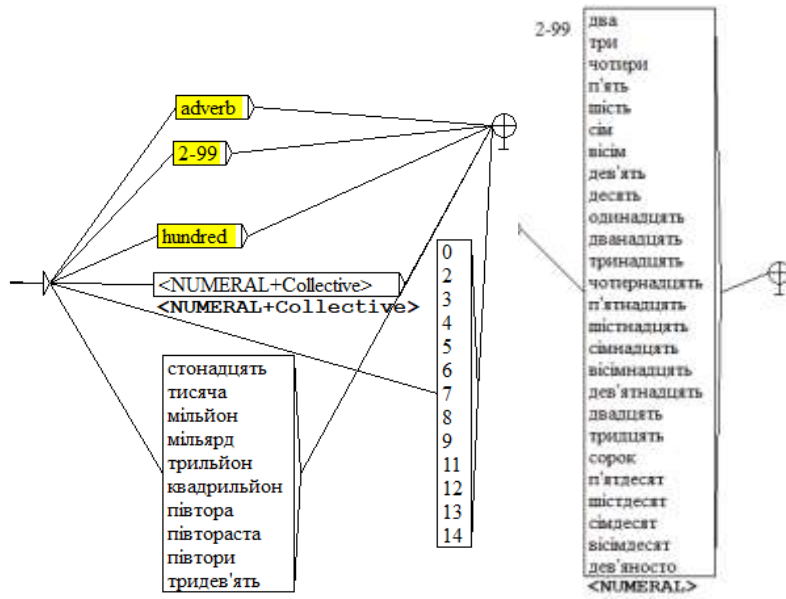 adverb
2-99
hundred
<NUMERAL+Collective>
<NUMERAL+Collective>
стонадцять
тисяча
мільйон
мільярд
трильйон
квадрильйон
півтора
півтораста
півтори
тридев'ять
0
2
3
4
5
6
7
8
9
11
12
13
14
2-99
два
три
чотири
п'ять
шість
сім
вісім
дев'ять
десять
одинадцять
дванадцять
тринадцять
чотирнадцять
п'ятнадцять
шістнадцять
сімнадцять
вісімнадцять
дев'ятнадцять
двадцять
тридцять
сорок
п'ятдесят
шістдесят
сімдесят
вісімдесят
дев'яносто
<NUMERAL>